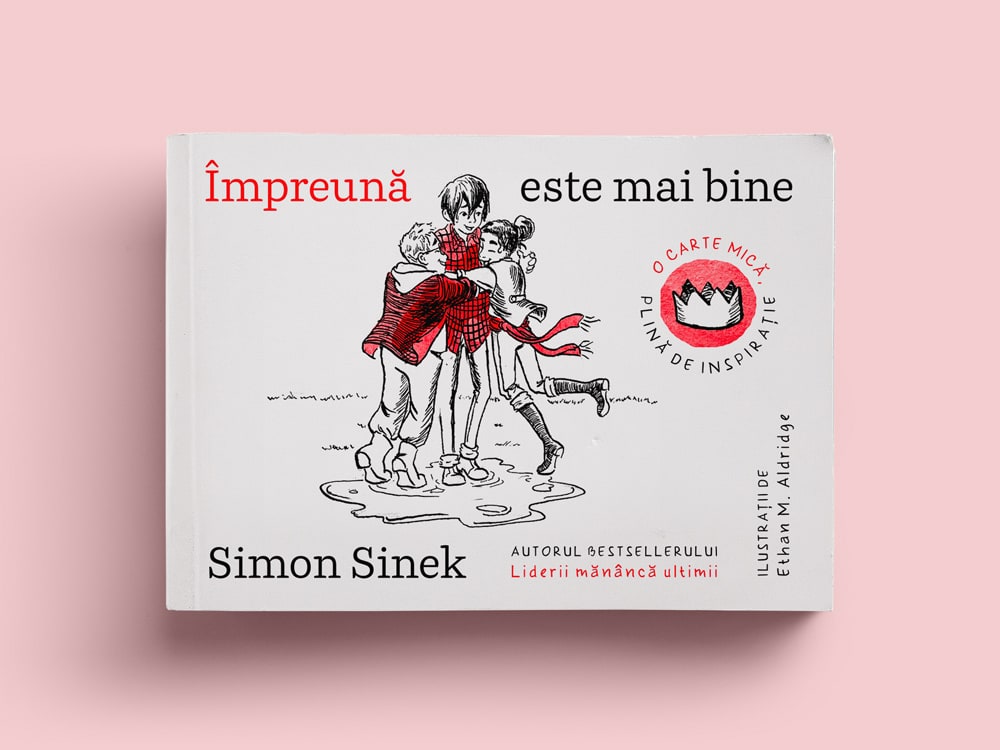 Împreună este mai bine
O CARTE MICĂ,
PLINĂ DE INSPIRAȚIE
ILUSTRAȚII DE
Ethan M. Aldridge
Simon Sinek
AUTORUL BESTSELLERULUI
Liderii mănâncă ultimii